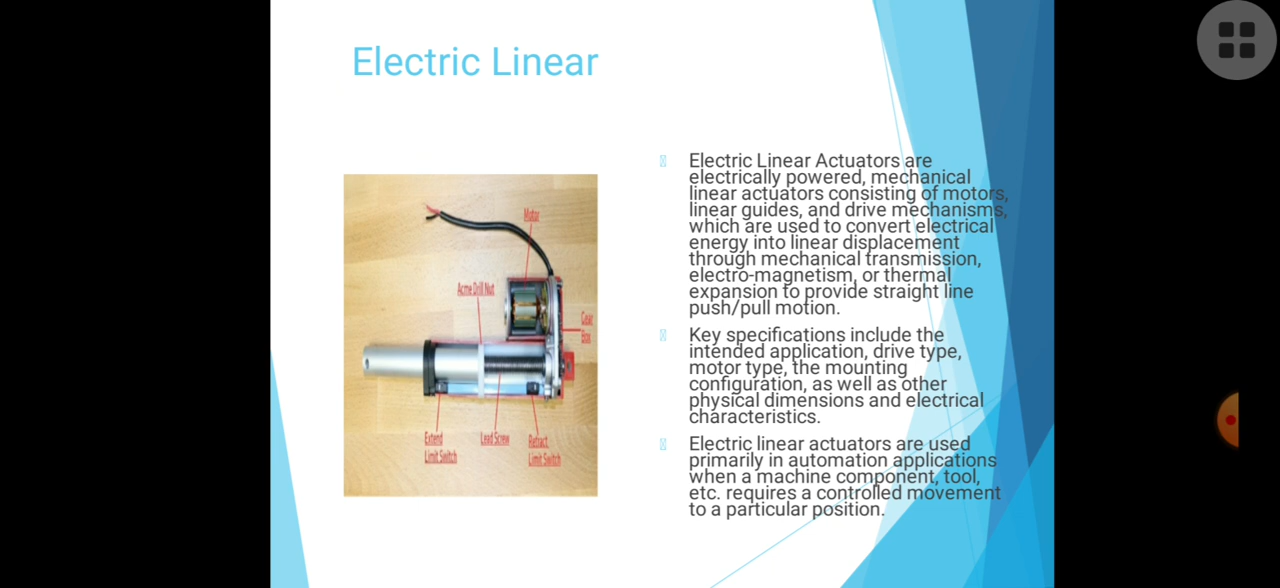 Electric Linear
Motor
Acme Drill Nut
Gear
Box
Extend
Limit Switch
Lead Screw
Retract
Limit Switch
Electric Linear Actuators are
electrically powered, mechanical
linear actuators consisting of motors,
linear guides, and drive mechanisms,
which are used to convert electrical
energy into linear displacement
through mechanical transmission,
electro-magnetism, or thermal
expansion to provide straight line
push/pull motion.
Key specifications include the
intended application, drive type,
motor type, the mounting
configuration, as well as other
physical dimensions and electrical
characteristics.
Electric linear actuators are used
primarily in automation applications
when a machine component, tool,
etc. requires a controlled movement
to a particular position.